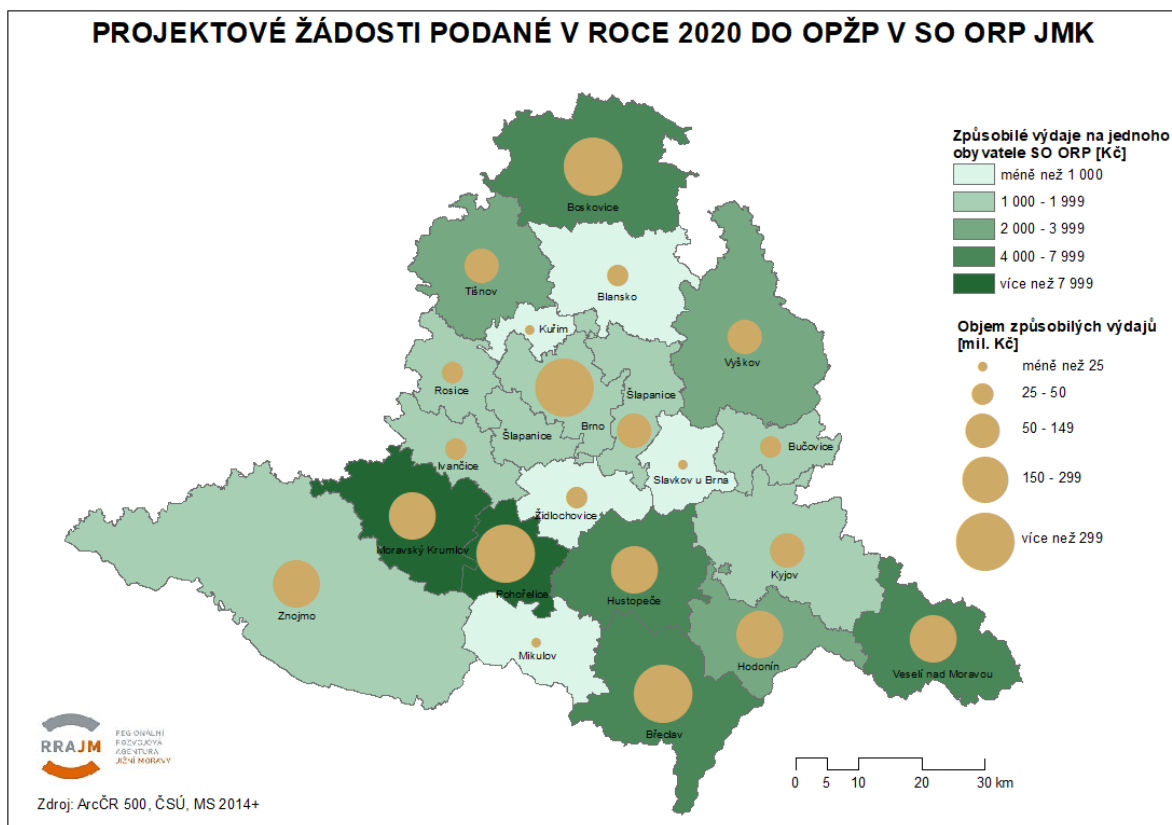 PROJEKTOVÉ ŽÁDOSTI PODANÉ V ROCE 2020 DO OPŽP V SO ORP JMK
Způsobilé výdaje na jednoho
obyvatele SO ORP [Kč]
méně než 1 000
1 000 - 1 999
2 000 - 3 999
4 000 - 7 999
více než 7 999
Objem způsobilých výdajů
[mil. Kč]
méně než 25
25 - 50
50 - 149
150 - 299
více než 299
Boskovice
Tišnov
Blansko
Kuřim
Vyškov
Rosice
Šlapanice
Brno
Šlapanice
Bučovice
Ivančice
Slavkov u Brna
Židlochovice
Moravský Krumlov
Pohořelice
Kyjov
Hustopeče
Znojmo
Mikulov
Hodonín
Veselí nad Moravou
Břeclav
RRAJM
REGIONÁLNÍ
ROZVOJOVÁ
AGENTURA
JIŽNÍ MORAVY
0 5 10 20 30 km
Zdroj: ArcČR 500, ČSÚ, MS 2014+